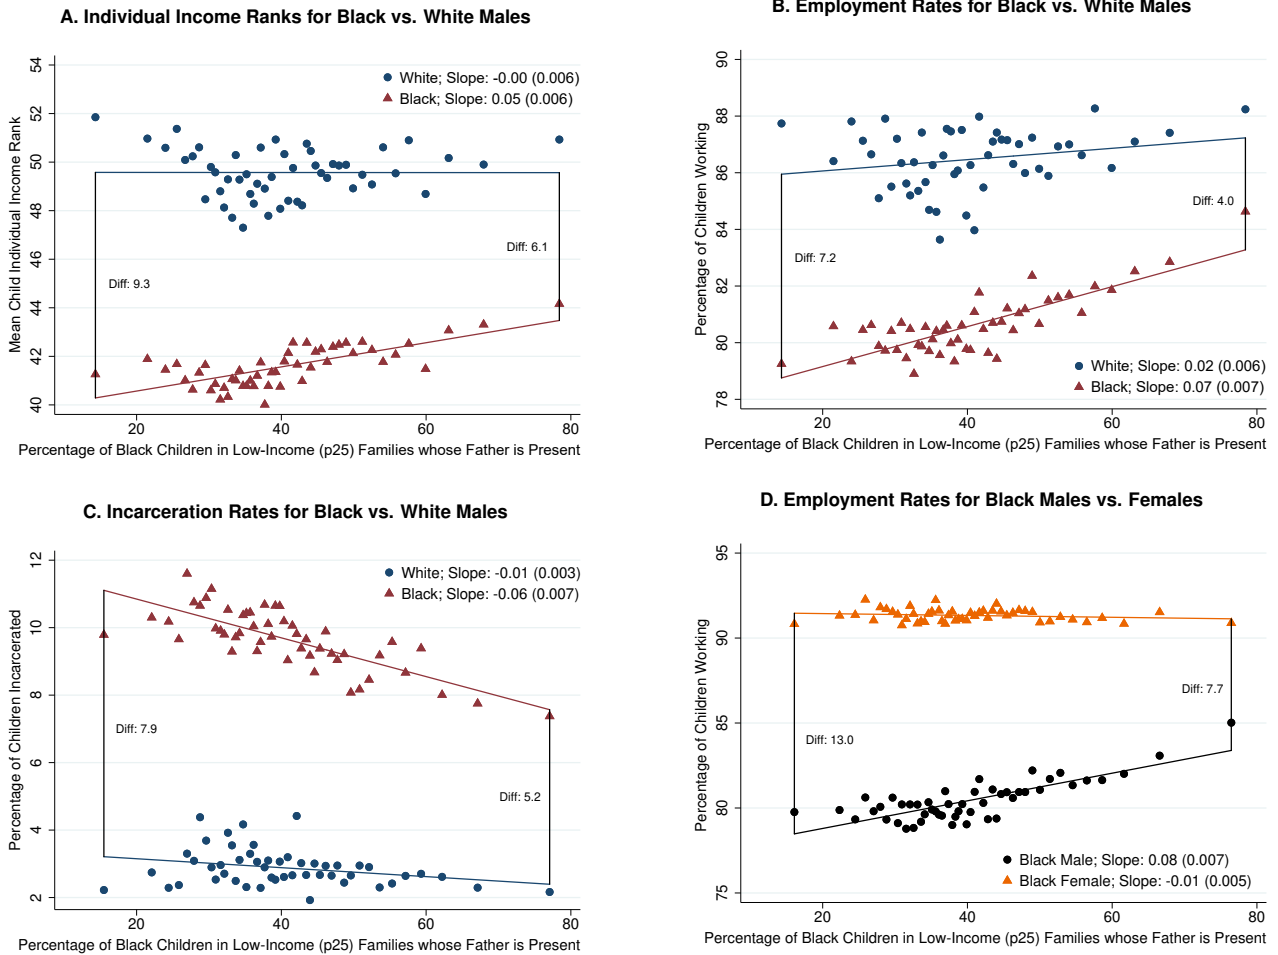 A. Individual Income Ranks for Black vs. White Males
Mean Child Individual Income Rank
54
52
50
48
46
44
42
40
White; Slope: -0.00 (0.006)
Black; Slope: 0.05 (0.006)
Diff: 9.3
Diff: 6.1
20
40
60
80
Percentage of Black Children in Low-Income (p25) Families whose Father is Present
B. Employment Rates for Black vs. White Males
Percentage of Children Working
90
88
86
84
82
80
78
Diff: 7.2
Diff: 4.0
White; Slope: 0.02 (0.006)
Black; Slope: 0.07 (0.007)
20
40
60
80
Percentage of Black Children in Low-Income (p25) Families whose Father is Present
C. Incarceration Rates for Black vs. White Males
Percentage of Children Incarcerated
12
10
8
6
4
2
White; Slope: -0.01 (0.003)
Black; Slope: -0.06 (0.007)
Diff: 7.9
Diff: 5.2
20
40
60
80
Percentage of Black Children in Low-Income (p25) Families whose Father is Present
D. Employment Rates for Black Males vs. Females
Percentage of Children Working
95
90
85
80
75
Diff: 13.0
Diff: 7.7
Black Male; Slope: 0.08 (0.007)
Black Female; Slope: -0.01 (0.005)
20
40
60
80
Percentage of Black Children in Low-Income (p25) Families whose Father is Present